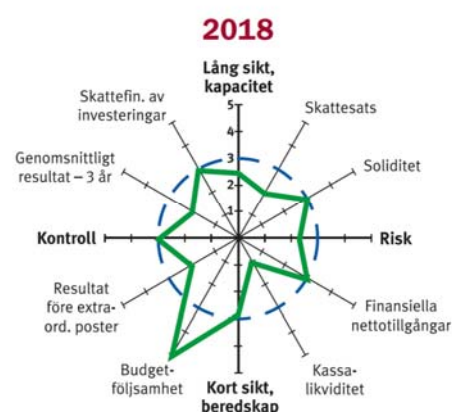 2018
Lång sikt,
kapacitet
Skattefin. av
investeringar
Skattesats
Genomsnittligt
resultat – 3 år
Soliditet
5
4
3
2
1
Kontroll
Risk
Resultat
före extra-
ord. poster
Finansiella
nettotillgångar
Budget-
följsamhet
Kassa-
likviditet
Kort sikt,
beredskap